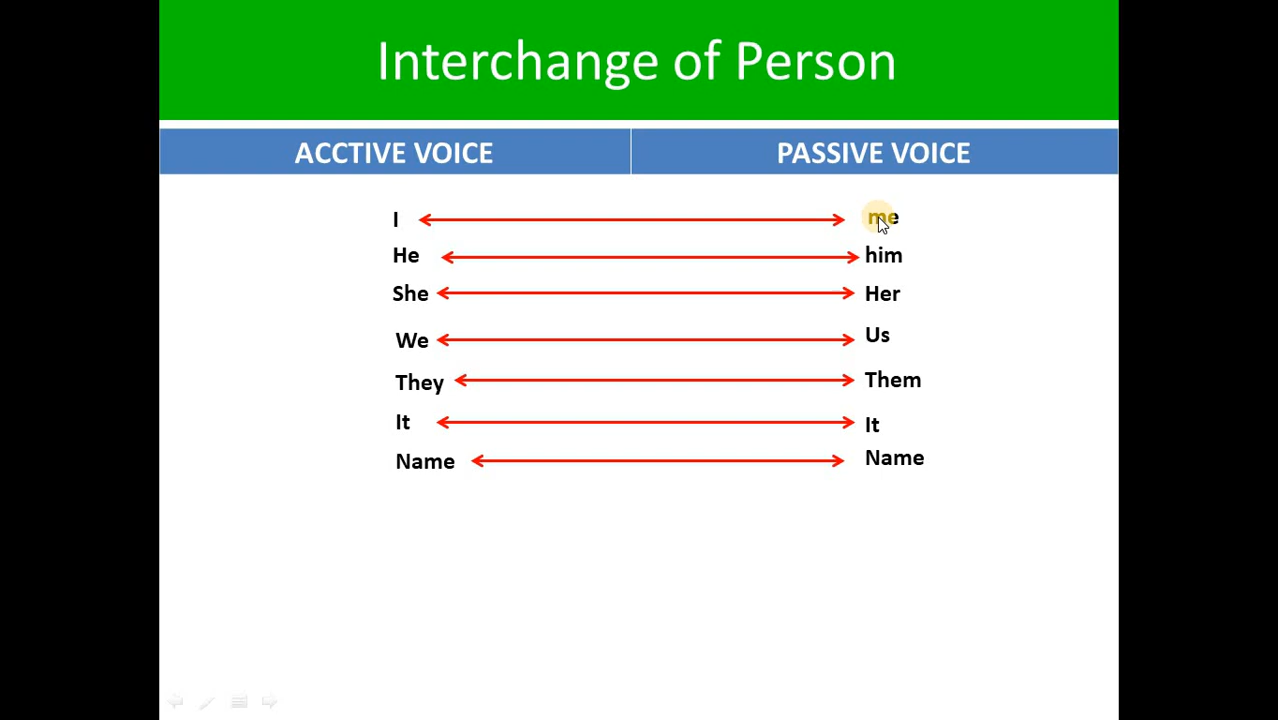 Interchange of Person
ACCTIVE VOICE PASSIVE VOICE
I me
He him
She Her
We Us
They Them
It It
Name Name